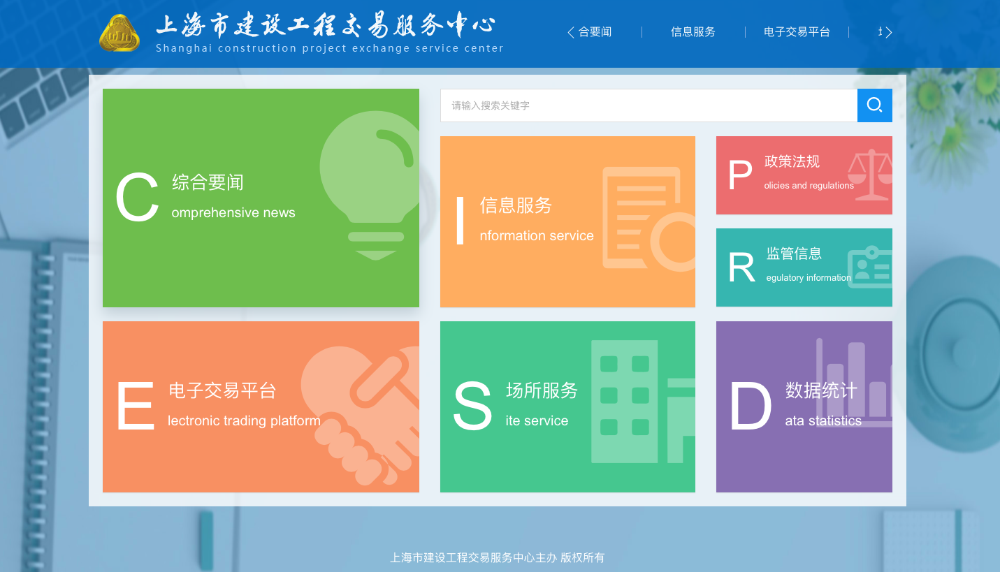 上海市建设工程交易服务中心
Shanghai construction project exchange service center
合要闻
信息服务
电子交易平台
请输入搜索关键字
C 综合要闻
omprehensive news
I 信息服务
nformation service
P 政策法规
olicies and regulations
R 监管信息
egulatory information
E 电子交易平台
lectronic trading platform
S 场所服务
ite service
D 数据统计
ata statistics
上海市建设工程交易服务中心主办 版权所有